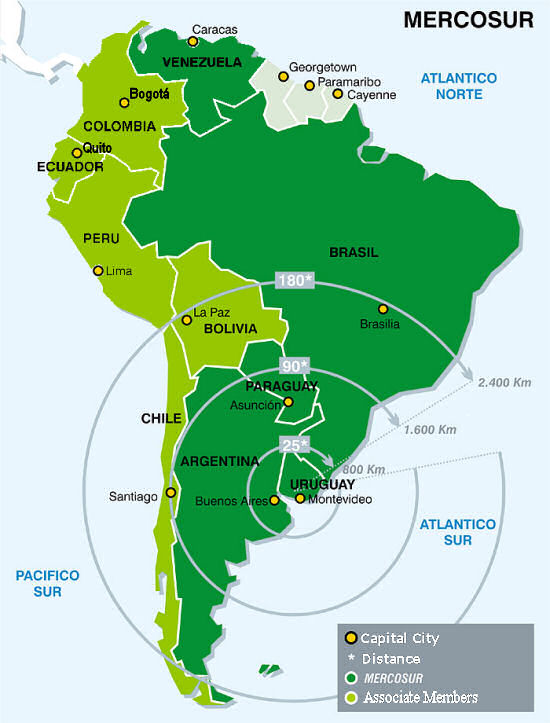 MERCOSUR
Caracas
VENEZUELA
Georgetown
Paramaribo
Cayenne
ATLANTICO
NORTE
Bogotá
COLOMBIA
Quito
ECUADOR
PERU
Lima
BRASIL
180*
La Paz
BOLIVIA
Brasilia
90*
PARAGUAY
Asunción
2.400 Km
CHILE
1.600 Km
25*
ARGENTINA
800 Km
URUGUAY
Santiago
Buenos Aires
Montevideo
ATLANTICO
SUR
PACIFICO
SUR
Capital City
* Distance
MERCOSUR
Associate Members